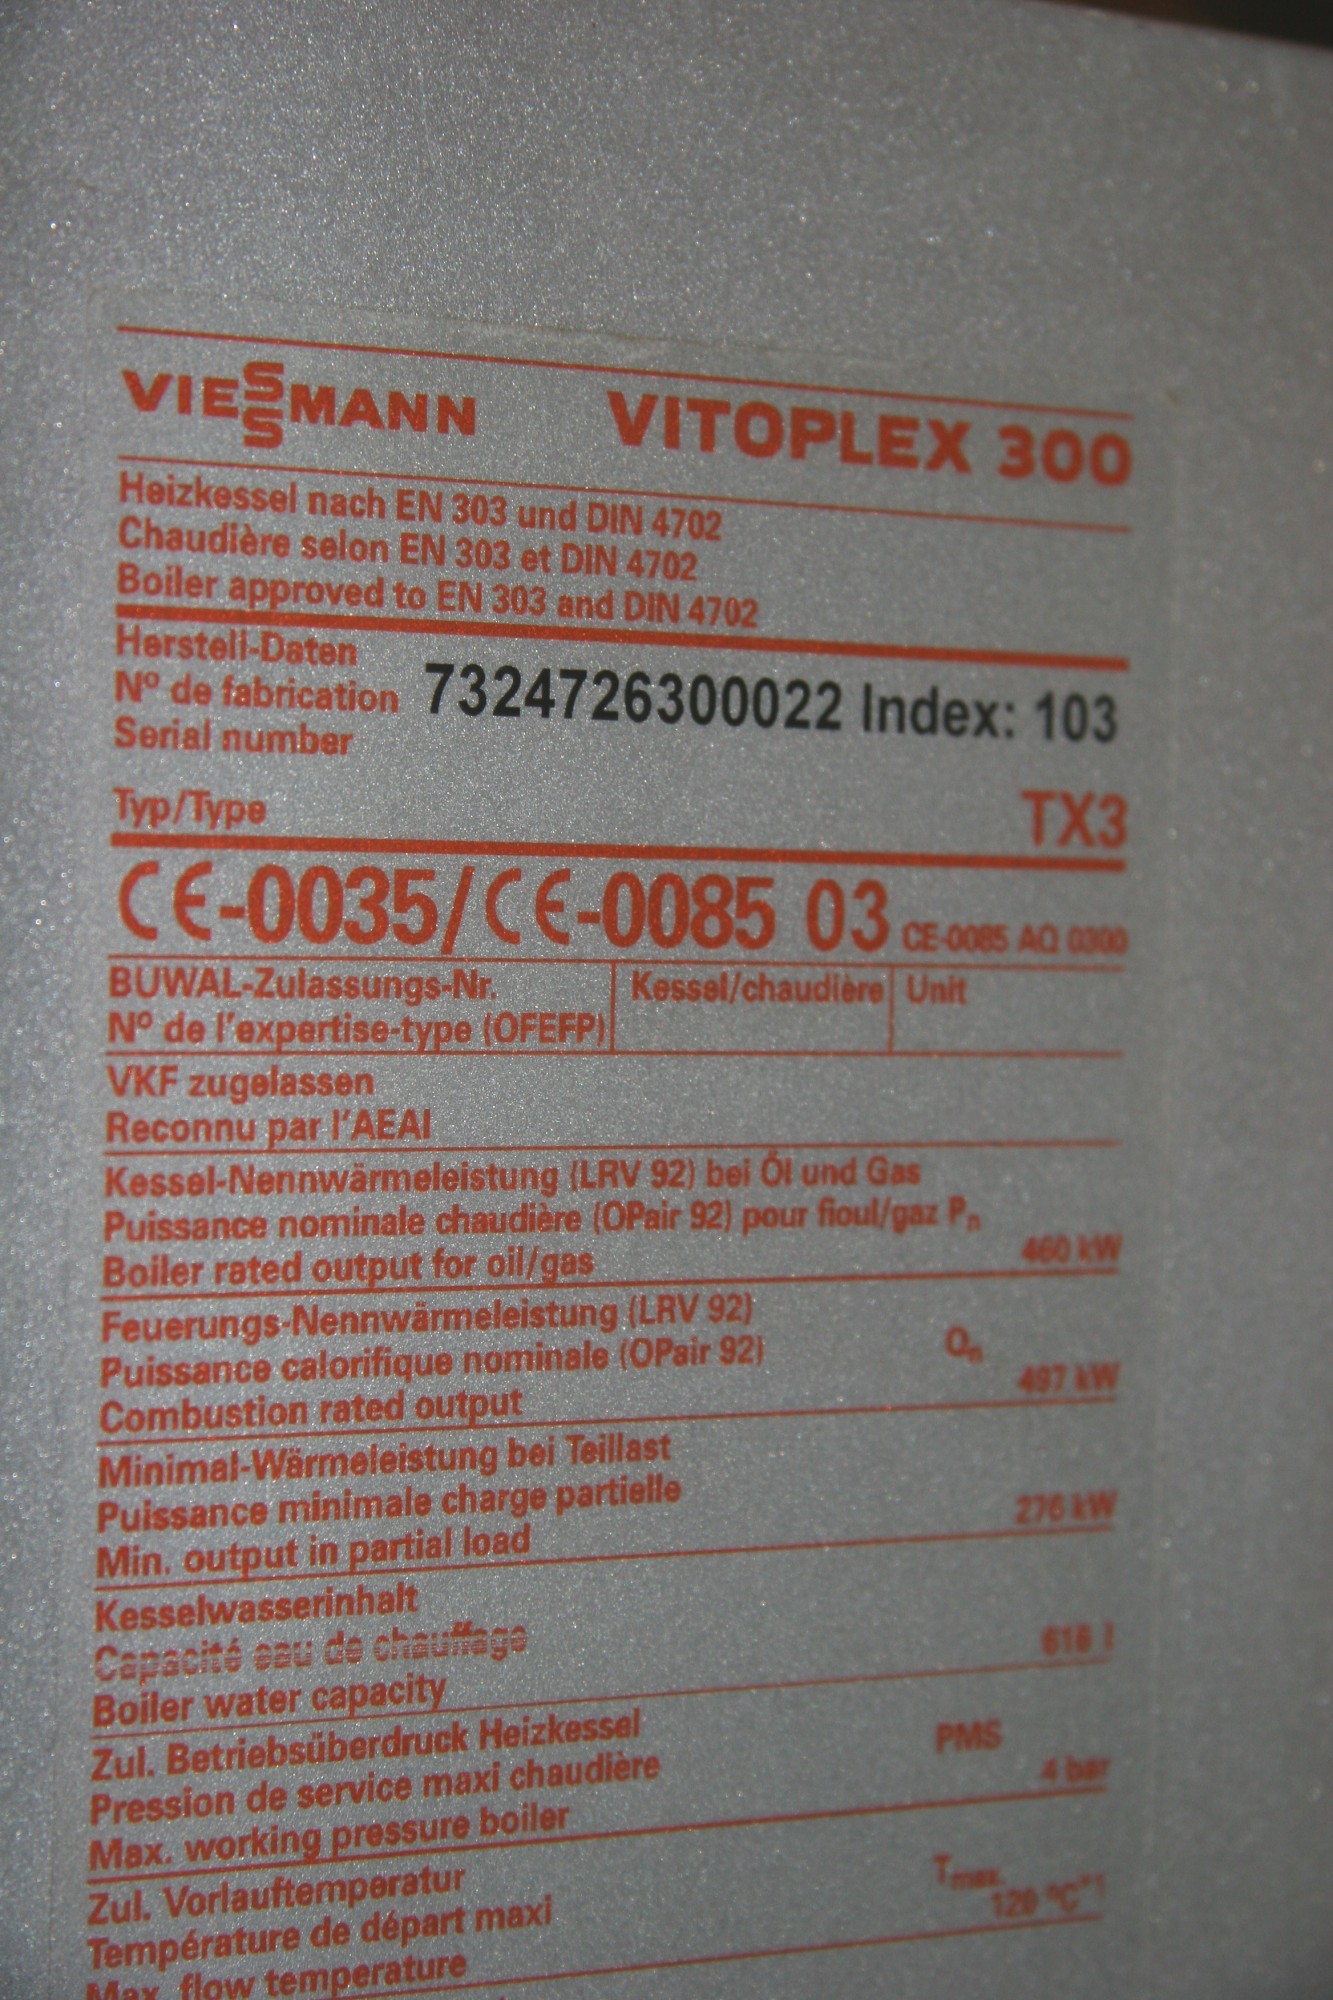 VIESSMANN VITOPLEX 300
Heizkessel nach EN 303 und DIN 4702
Chaudière selon EN 303 et DIN 4702
Boiler approved to EN 303 and DIN 4702
Herstell-Daten
Nº de fabrication 7324726300022 Index: 103
Serial number
Typ/Type TX3
CE-0035/CE-0085 03 CE-0085 AQ 0300
BUWAL-Zulassungs-Nr. Kessel/chaudière Unit
Nº de l'expertise-type (OFEFP)
VKF zugelassen
Reconnu par l'AEAI
Kessel-Nennwärmeleistung (LRV 92) bei Öl und Gas
Puissance nominale chaudière (OPair 92) pour fioul/gaz Pn
Boiler rated output for oil/gas 460 kW
Feuerungs-Nennwärmeleistung (LRV 92)
Puissance calorifique nominale (OPair 92) Qn
Combustion rated output 497 kW
Minimal-Wärmeleistung bei Teillast
Puissance minimale charge partielle
Min. output in partial load 276 kW
Kesselwasserinhalt
Capacité eau de chauffage
Boiler water capacity 616 l
Zul. Betriebsüberdruck Heizkessel PMS
Pression de service maxi chaudière 4 bar
Max. working pressure boiler
Zul. Vorlauftemperatur Tmax.
Température de départ maxi 120 ºC*1
Max. flow temperature